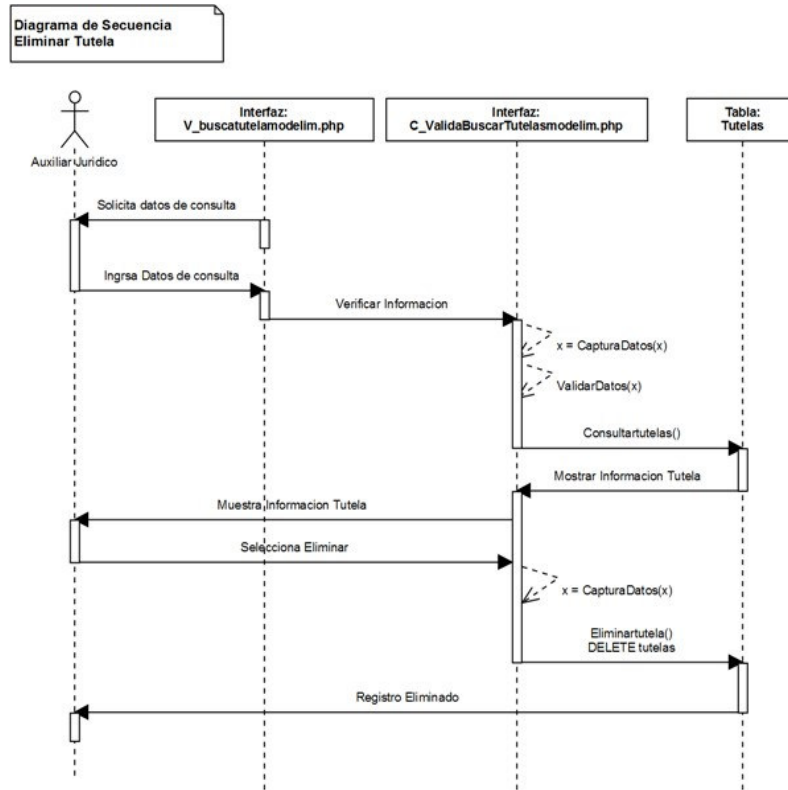 Diagrama de Secuencia
Eliminar Tutela
Auxiliar Juridico
Interfaz:
V_buscatutelamodelim.php
Interfaz:
C_ValidaBuscarTutelasmodelim.php
Tabla:
Tutelas
Solicita datos de consulta
Ingrsa Datos de consulta
Verificar Informacion
x = CapturaDatos(x)
ValidarDatos(x)
Consultartutelas()
Mostrar Informacion Tutela
Muestra Informacion Tutela
Selecciona Eliminar
x = CapturaDatos(x)
Eliminartutela()
DELETE tutelas
Registro Eliminado